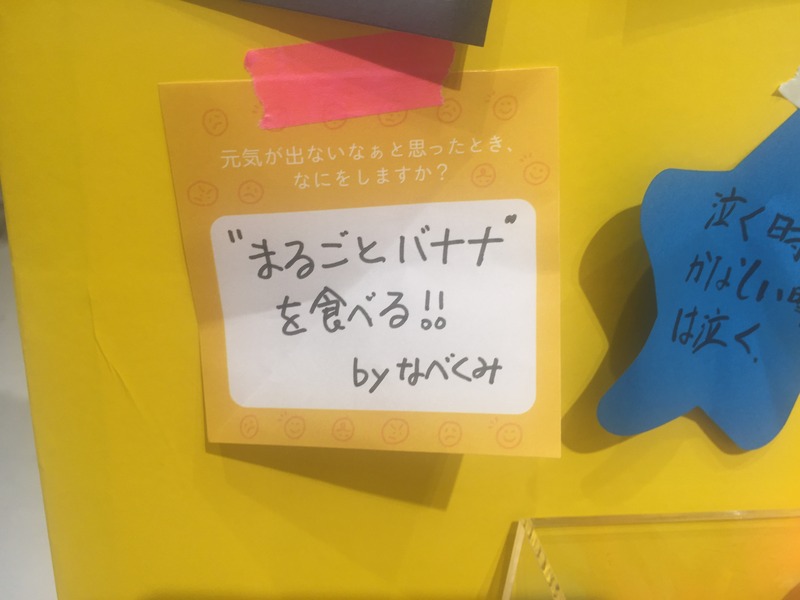 元気が出ないなぁと思ったとき、
なにをしますか？
"まるごとバナナ"
を食べる!!
by なべくみ
泣く時
かなしい時
は泣く.